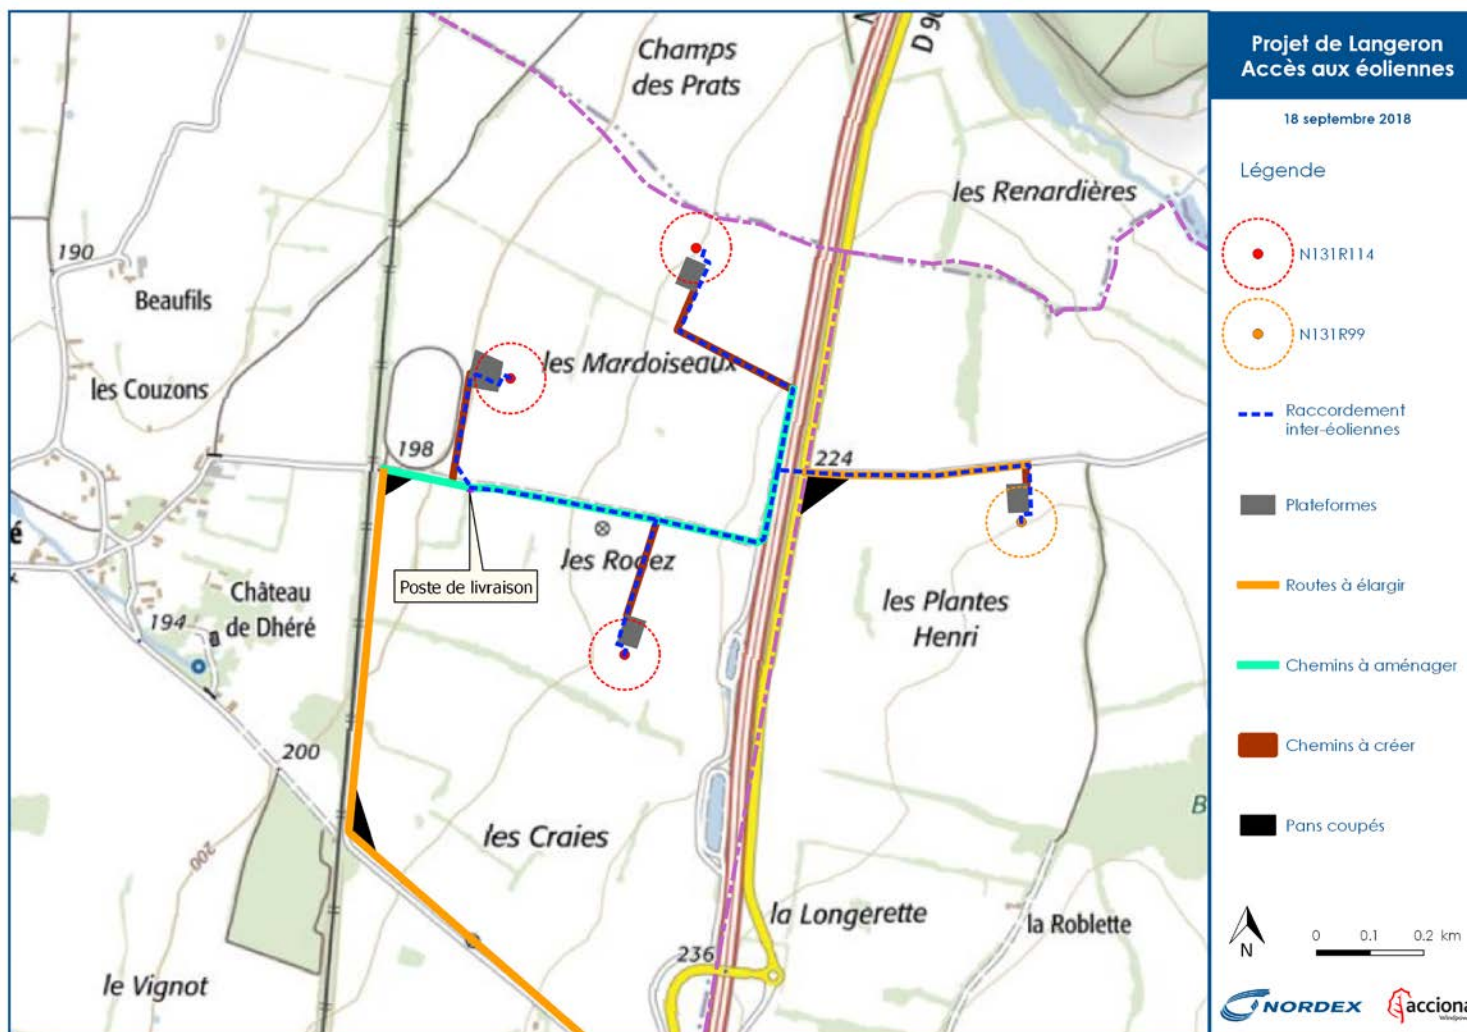 Champs
des Prats
D 90
N
les Renardières
190
Beaufils
les Mardoiseaux
les Couzons
198
224
é
les Rodez
Poste de livraison
Château
de Dhéré
194
les Plantes
Henri
200
B
les Craies
200
la Longerette
la Roblette
236
le Vignot
Projet de Langeron
Accès aux éoliennes
18 septembre 2018
Légende
N131R114
N131R99
Raccordement
inter-éoliennes
Plateformes
Routes à élargir
Chemins à aménager
Chemins à créer
Pans coupés
N
0 0.1 0.2 km
NORDEX
acciona
Windpow